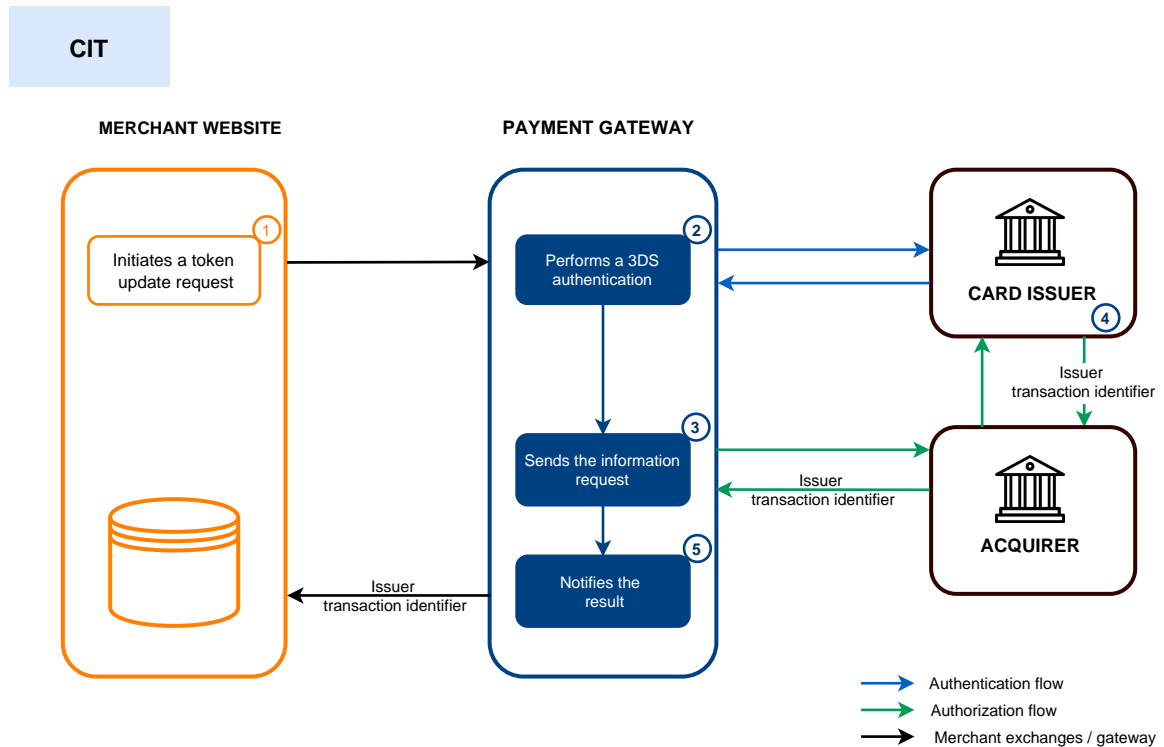 CIT
MERCHANT WEBSITE
PAYMENT GATEWAY
1
Initiates a token
update request
2
Performs a 3DS
authentication
CARD ISSUER
4
Issuer
transaction identifier
3
Sends the information
request
Issuer
transaction identifier
ACQUIRER
5
Notifies the
result
Issuer
transaction identifier
Authentication flow
Authorization flow
Merchant exchanges / gateway